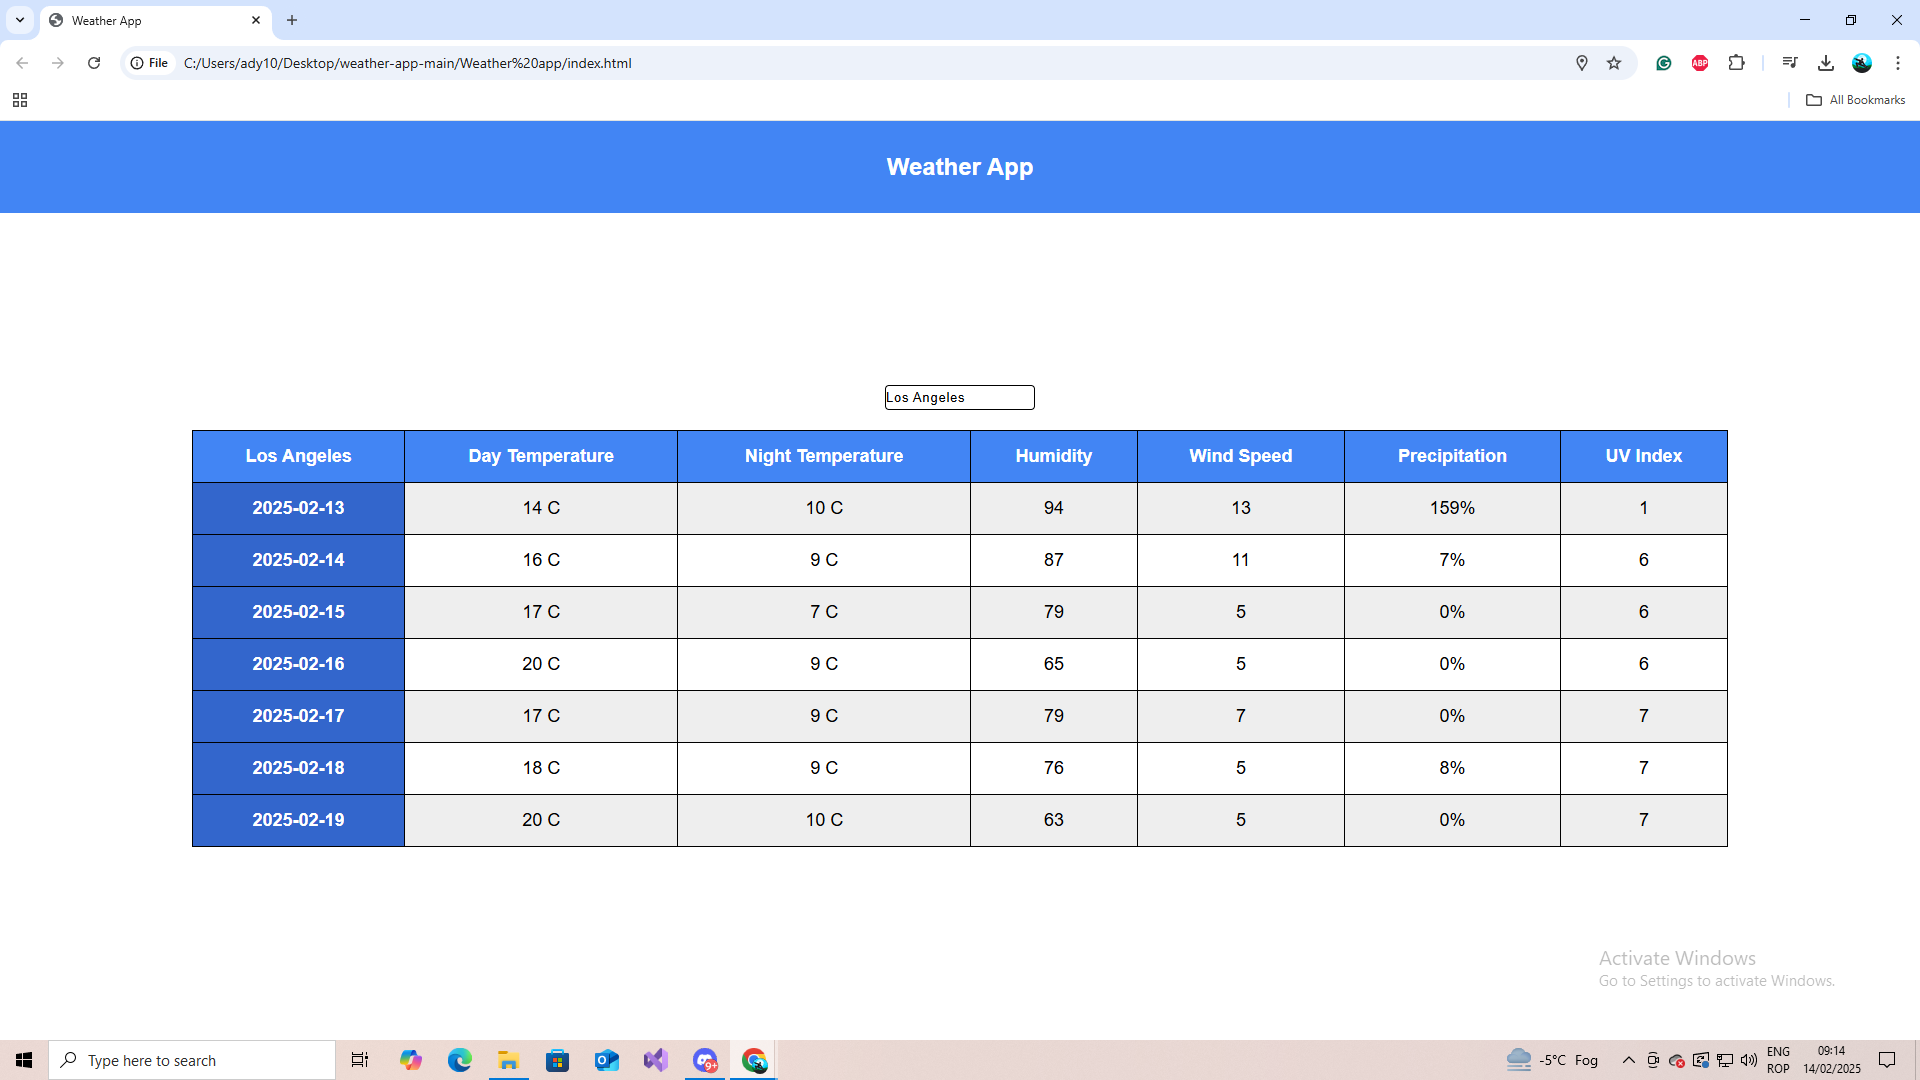 Weather App
File C:/Users/ady10/Desktop/weather-app-main/Weather%20app/index.html
ABP
All Bookmarks
Weather App
Los Angeles
Los Angeles Day Temperature Night Temperature Humidity Wind Speed Precipitation UV Index
2025-02-13 14 C 10 C 94 13 159% 1
2025-02-14 16 C 9 C 87 11 7% 6
2025-02-15 17 C 7 C 79 5 0% 6
2025-02-16 20 C 9 C 65 5 0% 6
2025-02-17 17 C 9 C 79 7 0% 7
2025-02-18 18 C 9 C 76 5 8% 7
2025-02-19 20 C 10 C 63 5 0% 7
Activate Windows
Go to Settings to activate Windows.
Type here to search
9+
-5°C Fog
ENG
ROP
09:14
14/02/2025